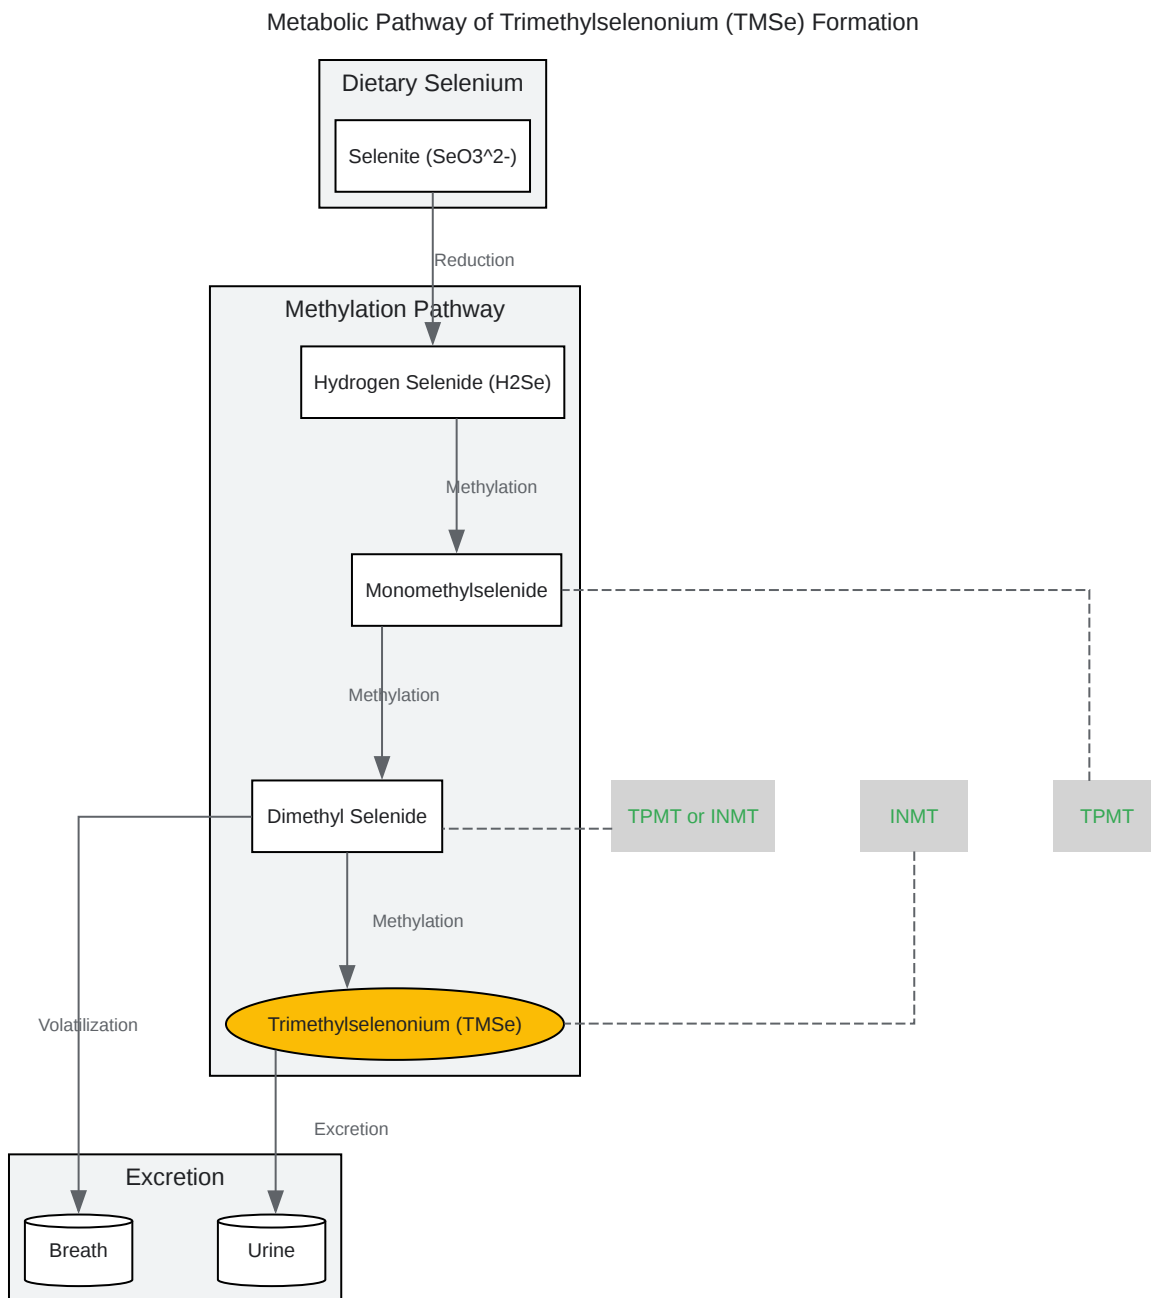 Metabolic Pathway of Trimethylselenonium (TMSe) Formation
Dietary Selenium
Selenite (SeO3^2-)
Reduction
Methylation Pathway
Hydrogen Selenide (H2Se)
Methylation
Monomethylselenide
Methylation
Dimethyl Selenide
TPMT or INMT
INMT
TPMT
Methylation
Volatilization
Trimethylselenonium (TMSe)
Excretion
Excretion
Breath
Urine